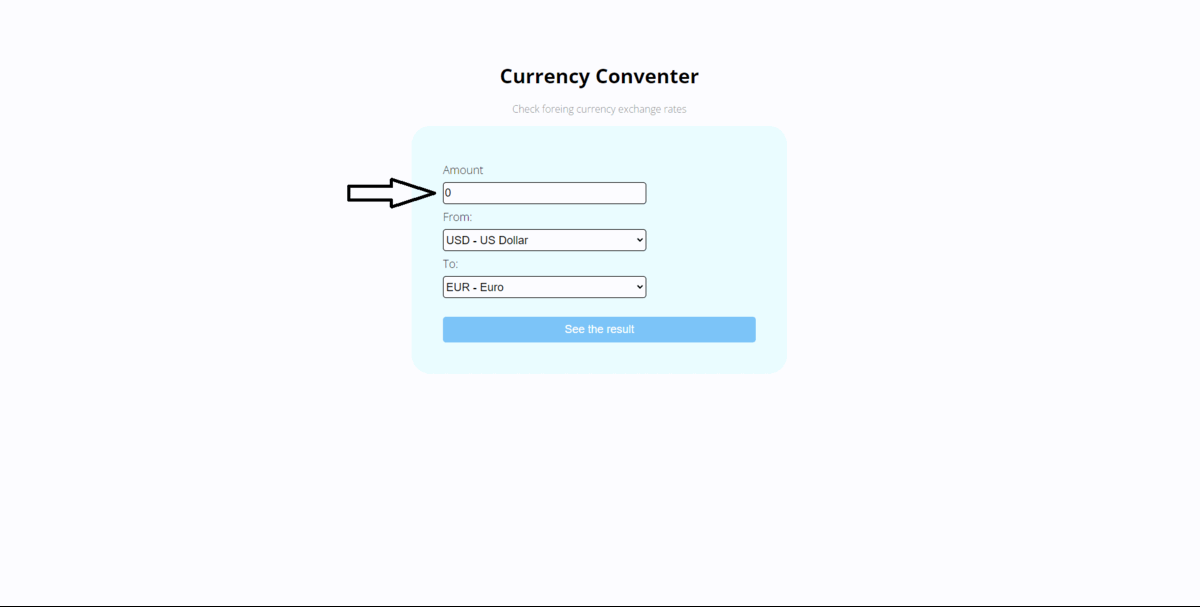 Currency Conventer
Check foreing currency exchange rates
Amount
0
From:
USD - US Dollar
To:
EUR - Euro
See the result